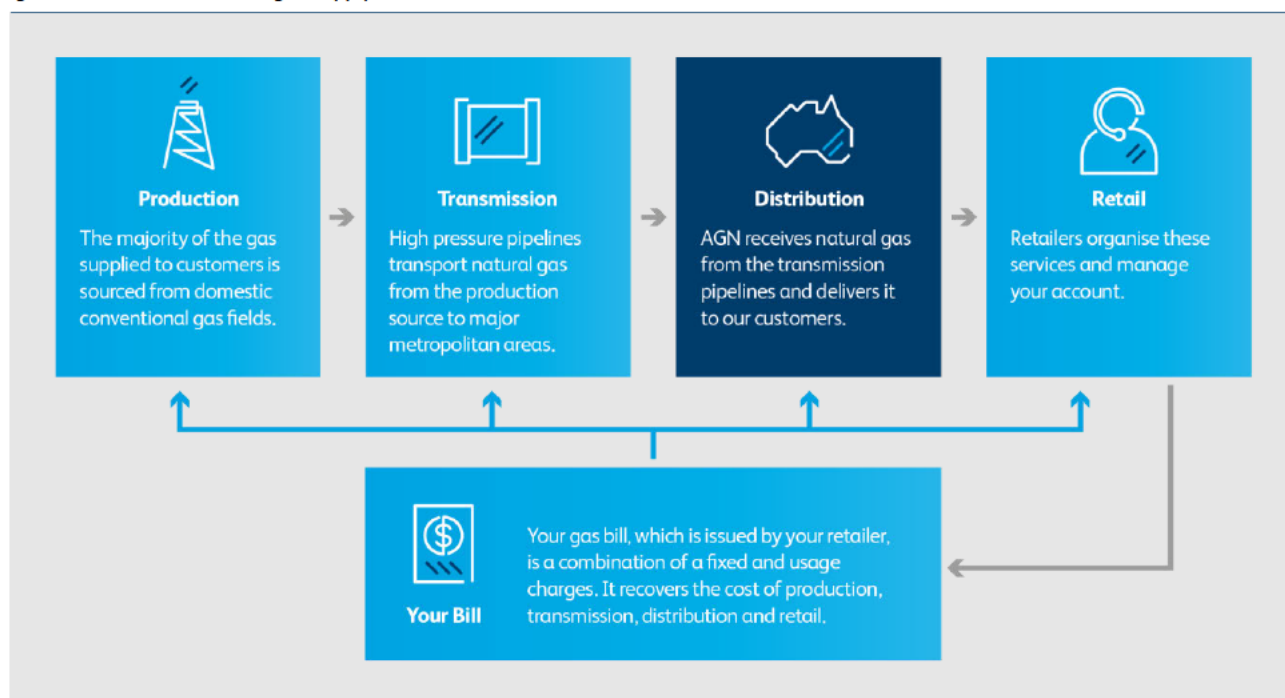 Production
The majority of the gas
supplied to customers is
sourced from domestic
conventional gas fields.
Transmission
High pressure pipelines
transport natural gas
from the production
source to major
metropolitan areas.
Distribution
AGN receives natural gas
from the transmission
pipelines and delivers it
to our customers.
Retail
Retailers organise these
services and manage
your account.
$
Your Bill
Your gas bill, which is issued by your retailer,
is a combination of a fixed and usage
charges. It recovers the cost of production,
transmission, distribution and retail.